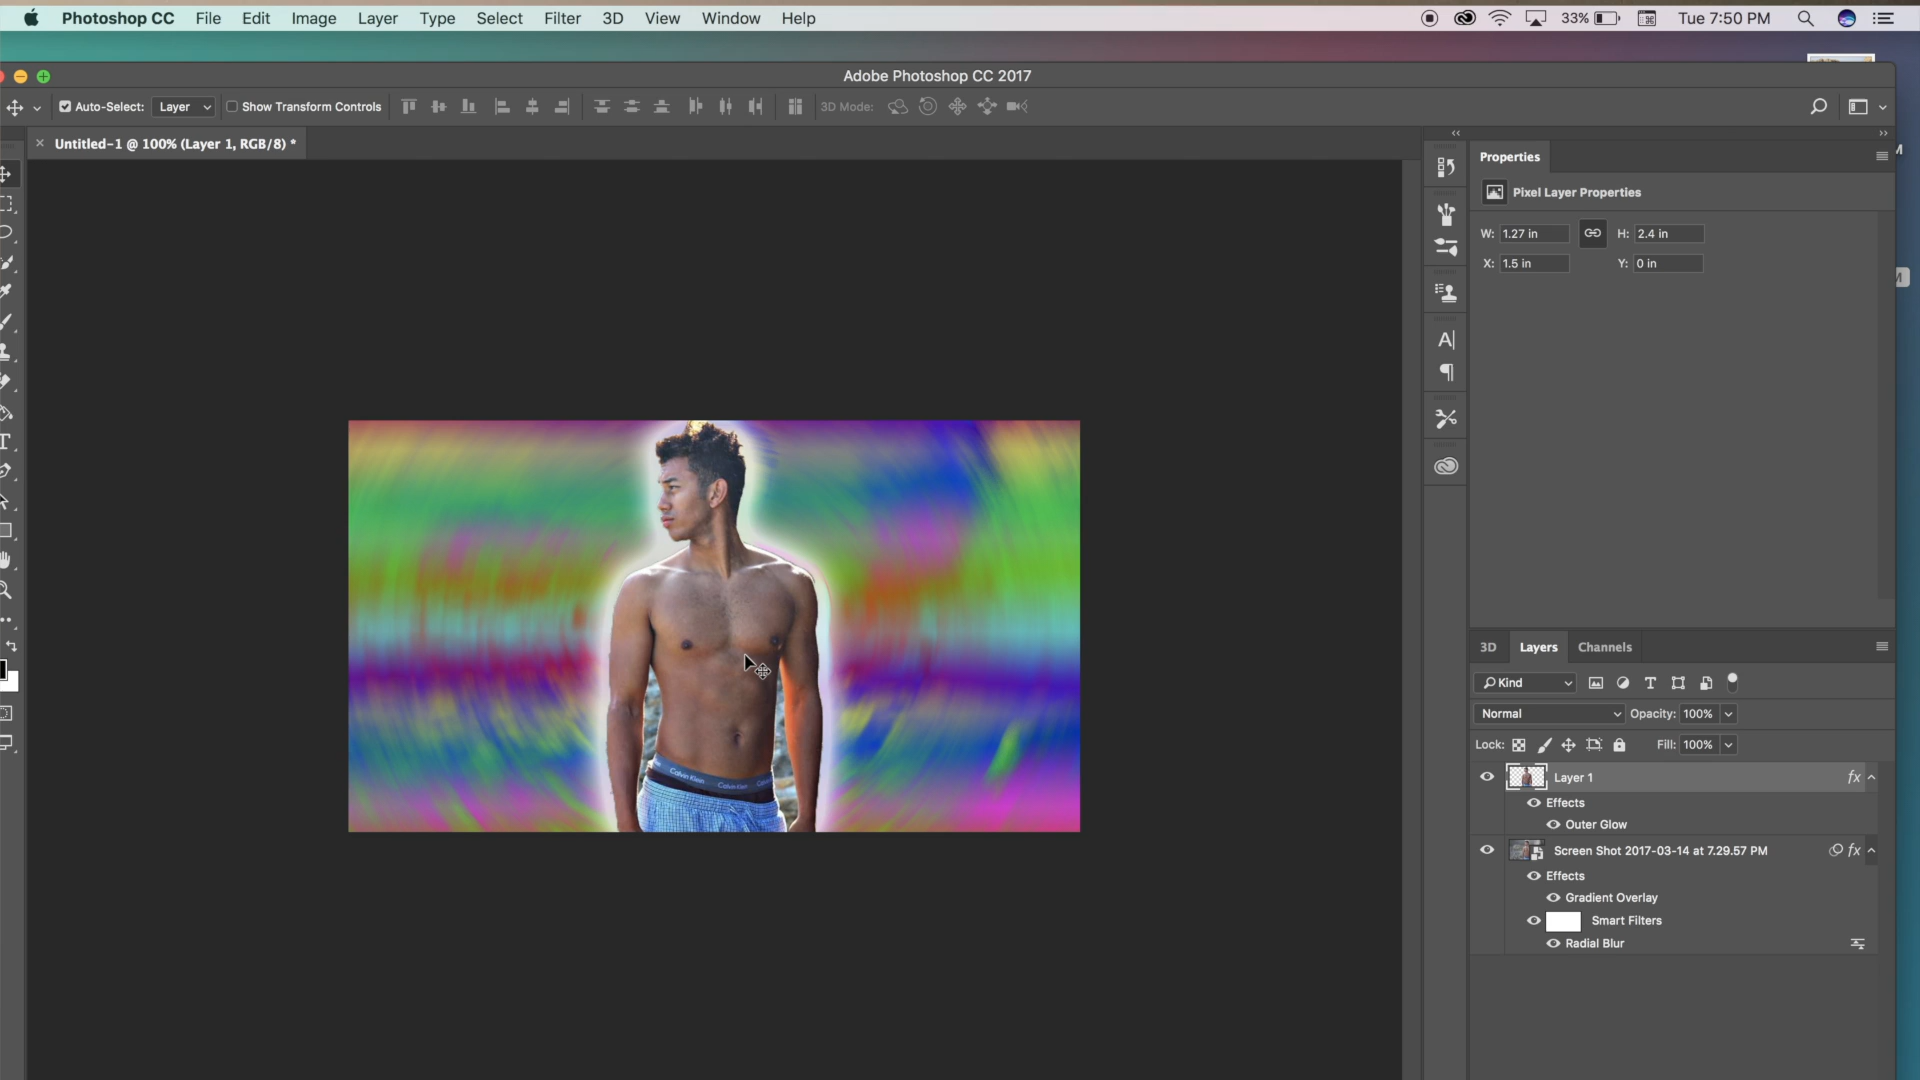 Photoshop CC File Edit Image Layer Type Select Filter 3D View Window Help 33% Tue 7:50 PM
Adobe Photoshop CC 2017
Auto-Select: Layer Show Transform Controls 3D Mode:
Untitled-1 @ 100% (Layer 1, RGB/8) *
Properties
Pixel Layer Properties
W: 1.27 in H: 2.4 in
X: 1.5 in Y: 0 in
Calvin Klein Calvin Klein
3D Layers Channels
Kind
Normal Opacity: 100%
Lock: Fill: 100%
Layer 1 fx
Effects
Outer Glow
Screen Shot 2017-03-14 at 7.29.57 PM fx
Effects
Gradient Overlay
Smart Filters
Radial Blur